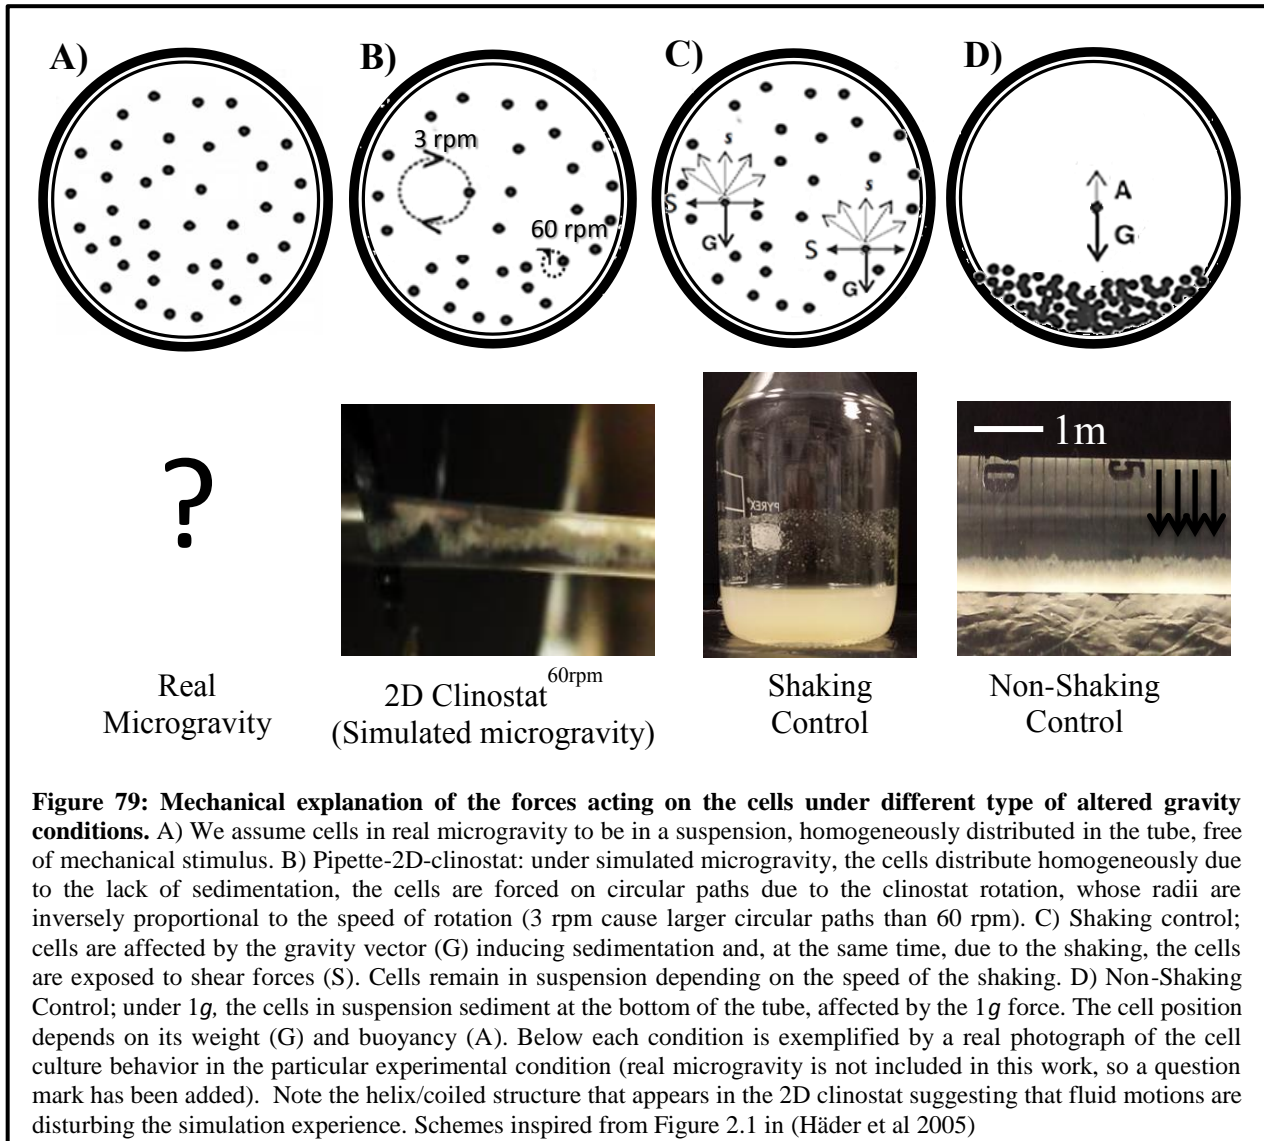 A)
B)
C)
D)
3 rpm
60 rpm
s
S
G
s
S
G
A
G
?
PYREX®
1m
0
5
Real
Microgravity
2D Clinostat 60rpm
(Simulated microgravity)
Shaking
Control
Non-Shaking
Control
Figure 79: Mechanical explanation of the forces acting on the cells under different type of altered gravity
conditions. A) We assume cells in real microgravity to be in a suspension, homogeneously distributed in the tube, free
of mechanical stimulus. B) Pipette-2D-clinostat: under simulated microgravity, the cells distribute homogeneously due
to the lack of sedimentation, the cells are forced on circular paths due to the clinostat rotation, whose radii are
inversely proportional to the speed of rotation (3 rpm cause larger circular paths than 60 rpm). C) Shaking control;
cells are affected by the gravity vector (G) inducing sedimentation and, at the same time, due to the shaking, the cells
are exposed to shear forces (S). Cells remain in suspension depending on the speed of the shaking. D) Non-Shaking
Control; under 1g, the cells in suspension sediment at the bottom of the tube, affected by the 1g force. The cell position
depends on its weight (G) and buoyancy (A). Below each condition is exemplified by a real photograph of the cell
culture behavior in the particular experimental condition (real microgravity is not included in this work, so a question
mark has been added). Note the helix/coiled structure that appears in the 2D clinostat suggesting that fluid motions are
disturbing the simulation experience. Schemes inspired from Figure 2.1 in (Häder et al 2005)